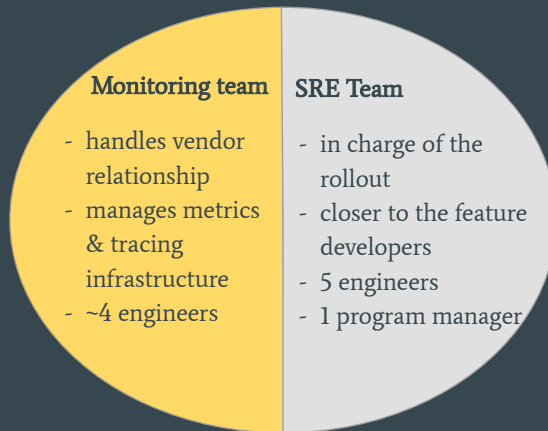 Monitoring team
- handles vendor
relationship
- manages metrics
& tracing
infrastructure
- ~4 engineers
SRE Team
- in charge of the
rollout
- closer to the feature
developers
- 5 engineers
- 1 program manager